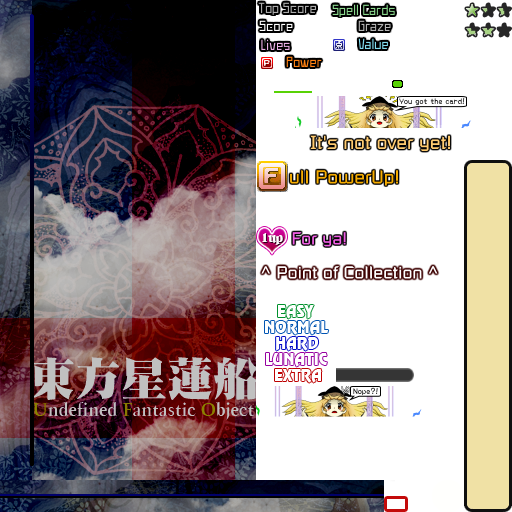 Top Score
Spell Cards
Score
Graze
Lives
Value
P Power
You got the card!
It's not over yet!
Full PowerUp!
1up For ya!
^ Point of Collection ^
EASY
NORMAL
HARD
LUNATIC
EXTRA
Nope?!
東方星蓮船
Undefined Fantastic Object